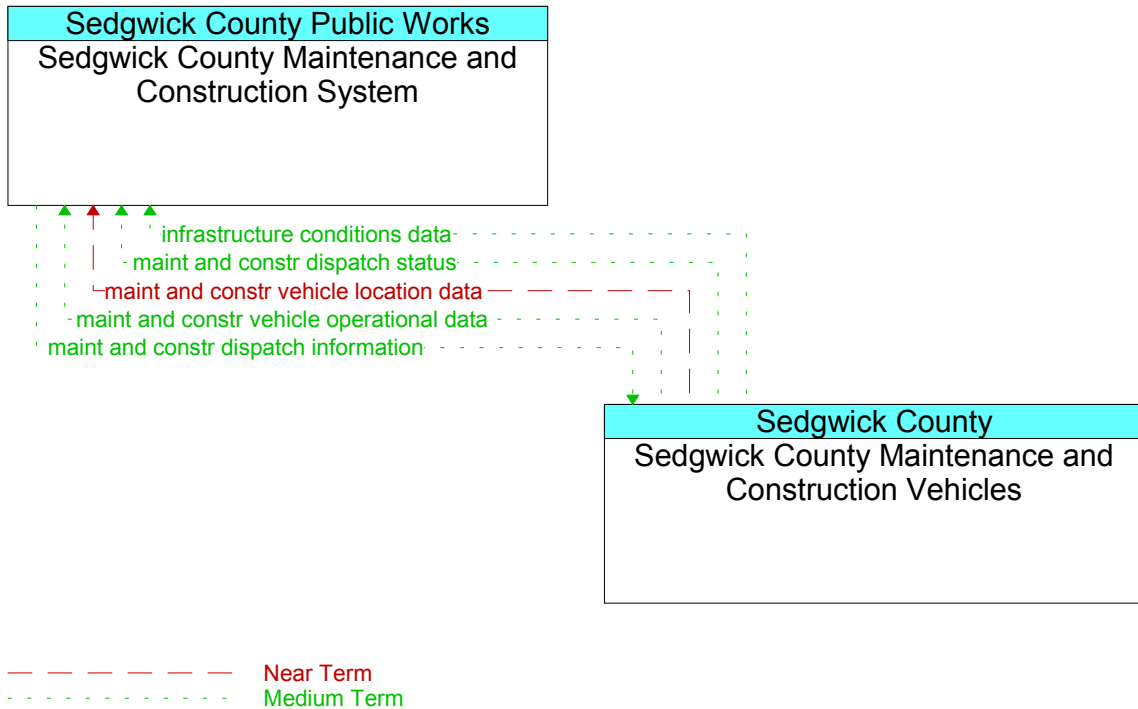 Sedgwick County Public Works
Sedgwick County Maintenance and
Construction System
infrastructure conditions data
maint and constr dispatch status
maint and constr vehicle location data
maint and constr vehicle operational data
maint and constr dispatch information
Sedgwick County
Sedgwick County Maintenance and
Construction Vehicles
Near Term
Medium Term